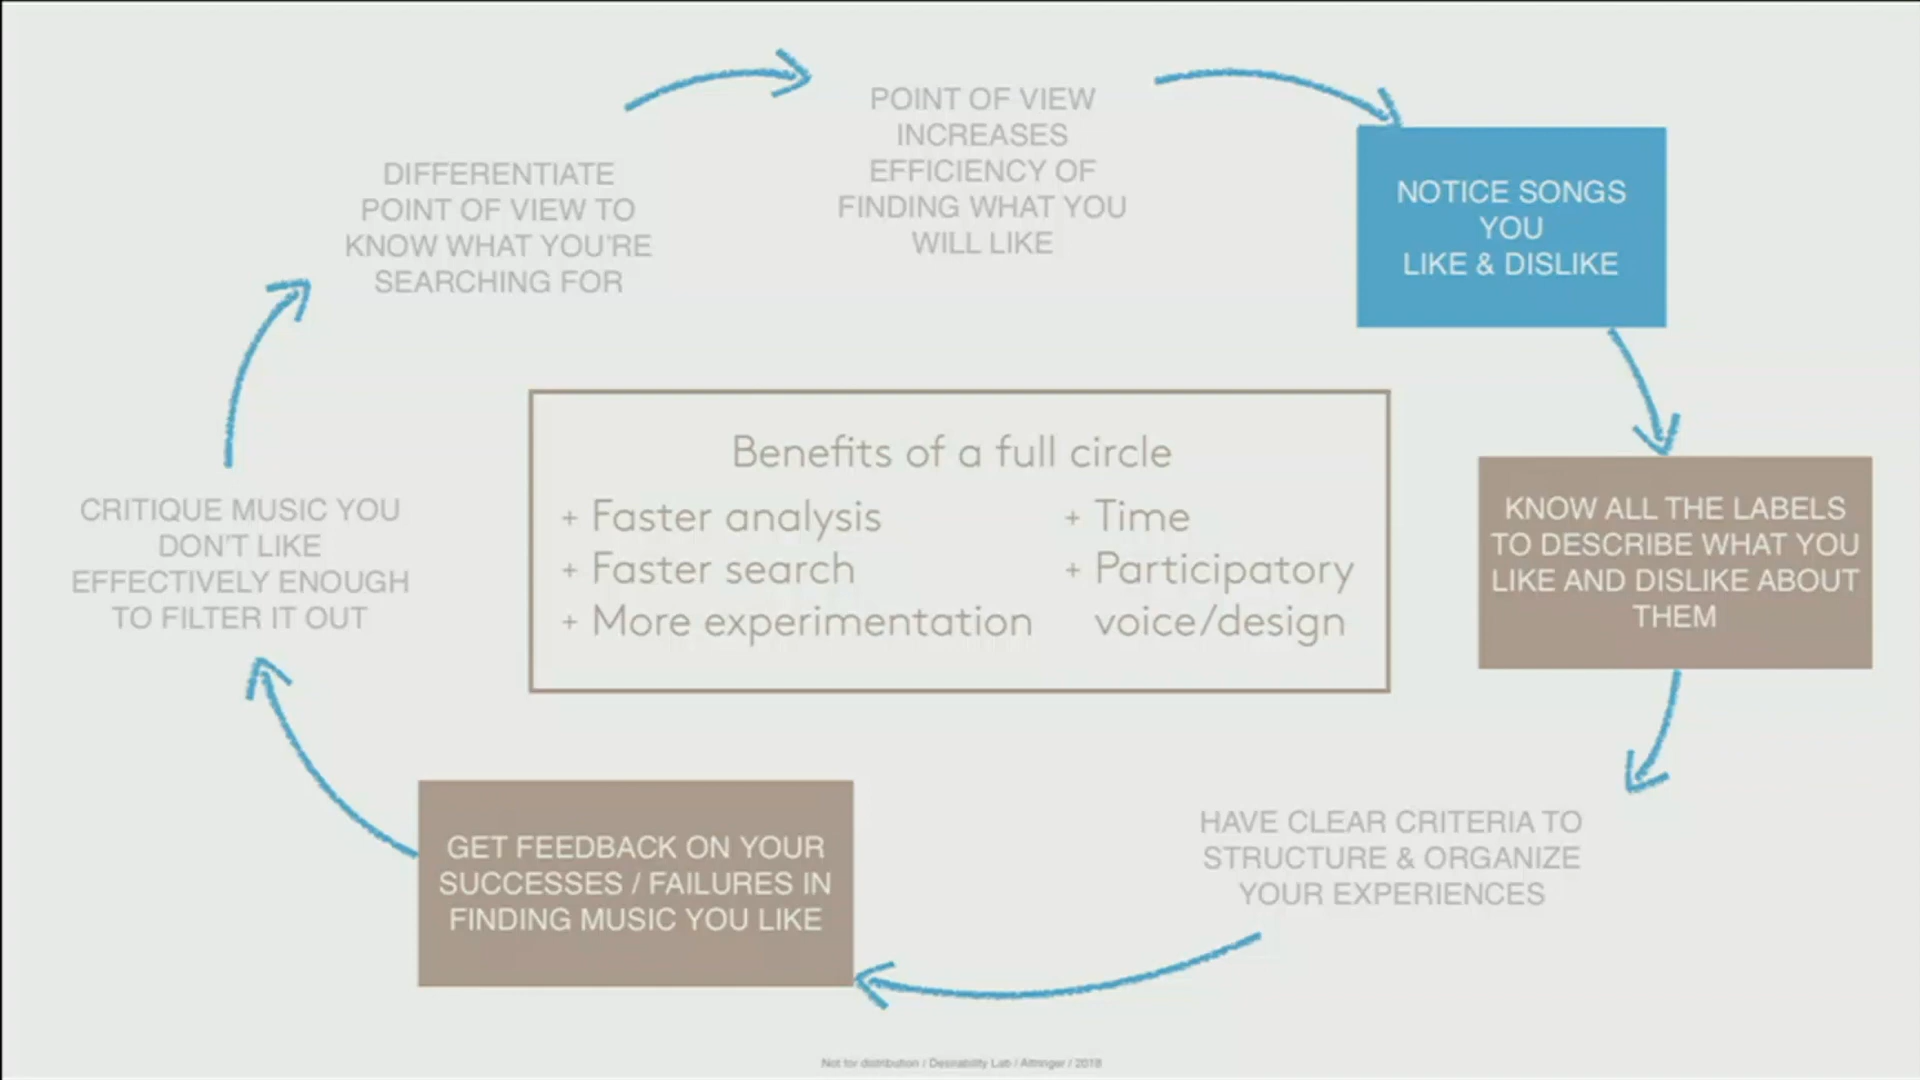 POINT OF VIEW
INCREASES
EFFICIENCY OF
FINDING WHAT YOU
WILL LIKE
NOTICE SONGS
YOU
LIKE & DISLIKE
KNOW ALL THE LABELS
TO DESCRIBE WHAT YOU
LIKE AND DISLIKE ABOUT
THEM
HAVE CLEAR CRITERIA TO
STRUCTURE & ORGANIZE
YOUR EXPERIENCES
GET FEEDBACK ON YOUR
SUCCESSES / FAILURES IN
FINDING MUSIC YOU LIKE
CRITIQUE MUSIC YOU
DON'T LIKE
EFFECTIVELY ENOUGH
TO FILTER IT OUT
DIFFERENTIATE
POINT OF VIEW TO
KNOW WHAT YOU'RE
SEARCHING FOR
Benefits of a full circle
+ Faster analysis
+ Faster search
+ More experimentation
+ Time
+ Participatory
voice/design
Not for distribution / Desirability Lab / Altringer / 2018